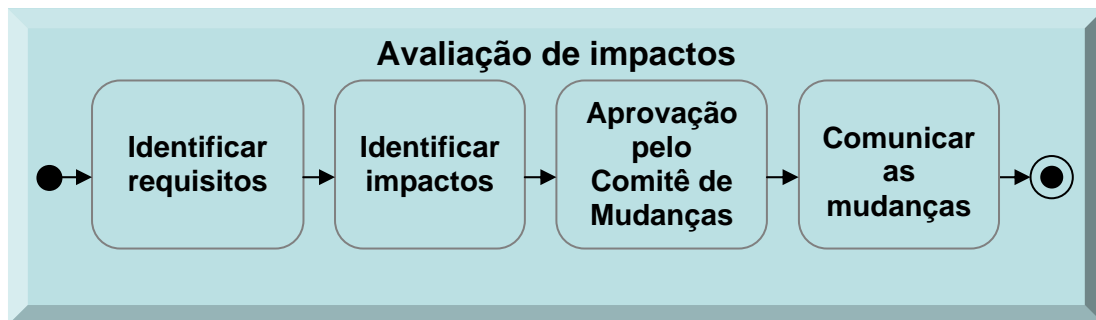 Avaliação de impactos
Identificar
requisitos
Identificar
impactos
Aprovação
pelo
Comitê de
Mudanças
Comunicar
as
mudanças